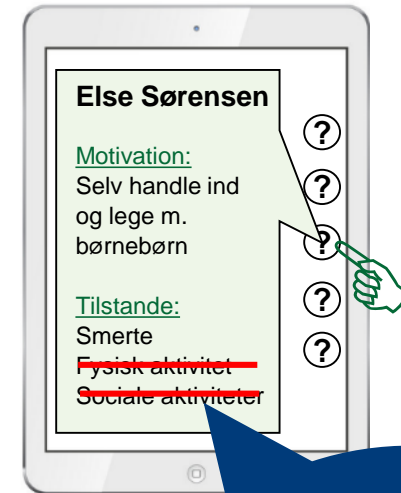 Else Sørensen
Motivation:
Selv handle ind
og lege m.
børnebørn
Tilstande:
Smerte
Fysisk aktivitet
Sociale aktiviteter
?
?
?
?
?